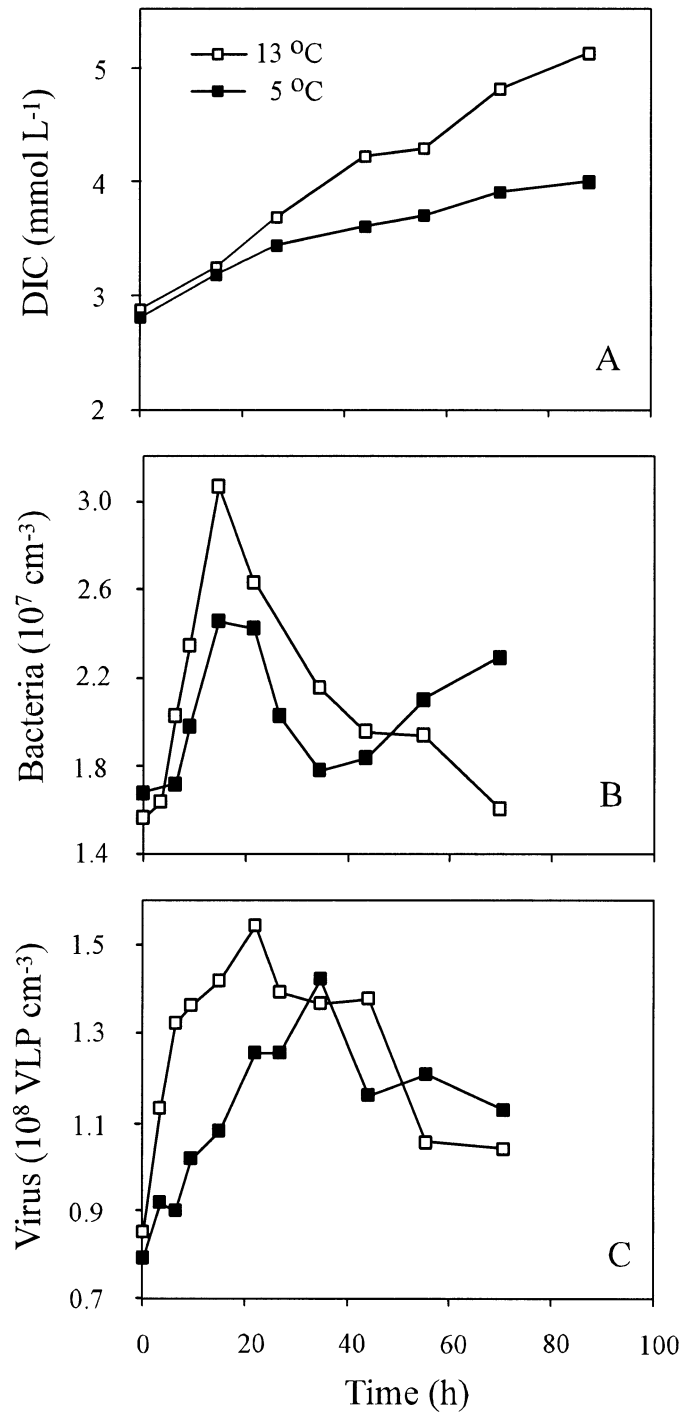 13 °C
5 °C
5
4
3
2
DIC (mmol L⁻¹)
A
3.0
2.6
2.2
1.8
1.4
Bacteria (10⁷ cm⁻³)
B
1.5
1.3
1.1
0.9
0.7
Virus (10⁸ VLP cm⁻³)
C
0 20 40 60 80 100
Time (h)